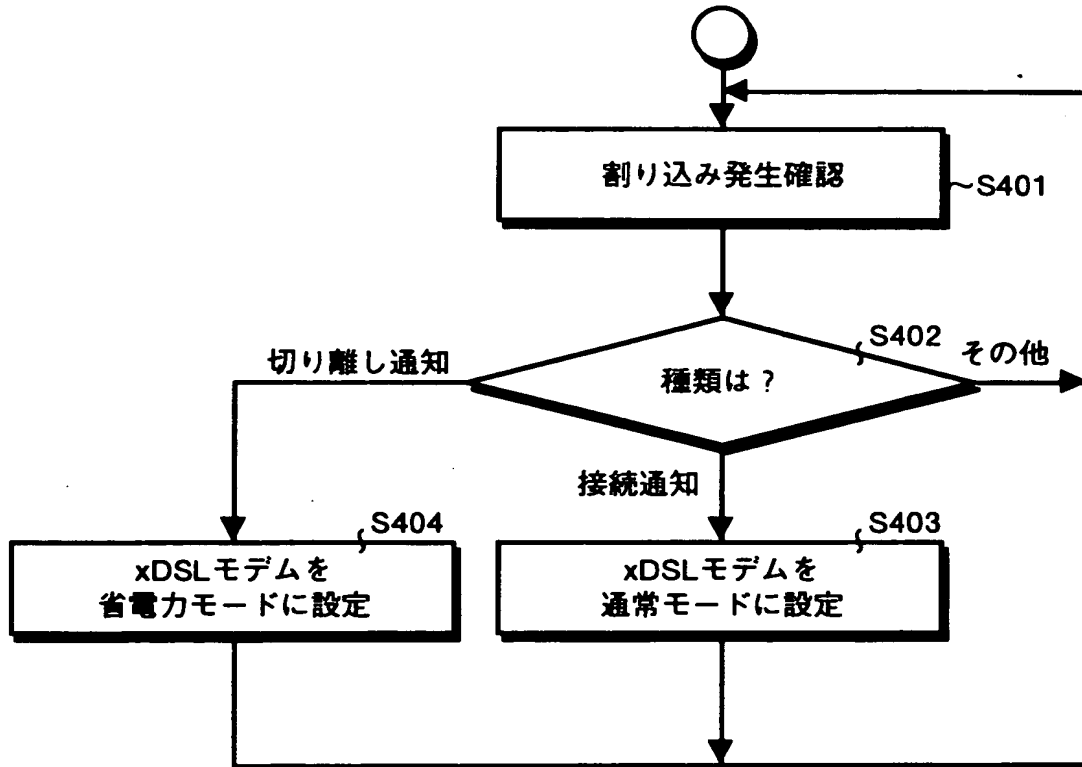 割り込み発生確認
S401
S402
種類は？
切り離し通知
その他
接続通知
S404
S403
xDSLモデムを
省電力モードに設定
xDSLモデムを
通常モードに設定